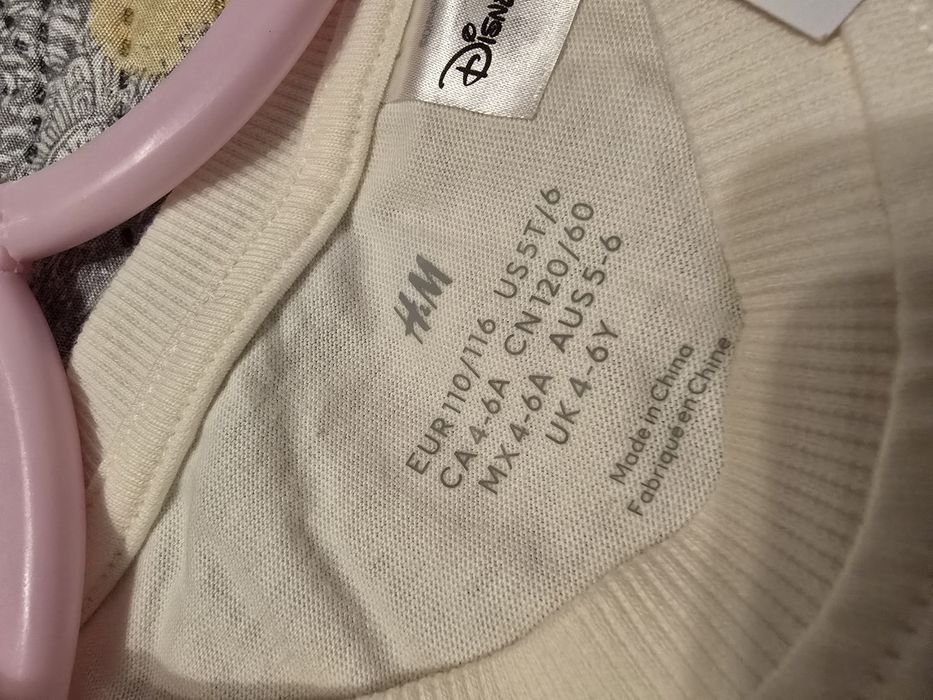 Disney
H&M
EUR 110/116 US 5T/6
CA 4-6A CN 120/60
MX 4-6A AUS 5-6
UK 4-6Y
Made in China
Fabriqué en Chine